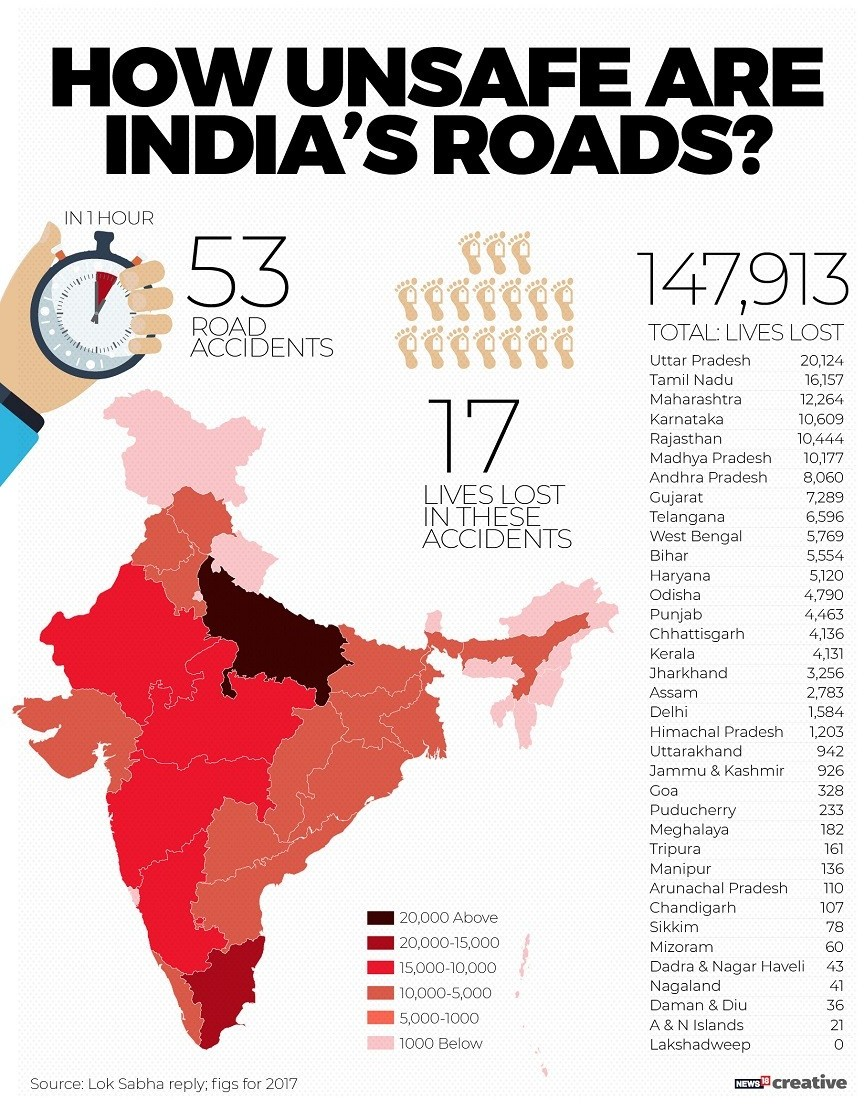 HOW UNSAFE ARE
INDIA'S ROADS?
IN 1 HOUR
53
ROAD
ACCIDENTS
17
LIVES LOST
IN THESE
ACCIDENTS
147,913
TOTAL: LIVES LOST
Uttar Pradesh 20,124
Tamil Nadu 16,157
Maharashtra 12,264
Karnataka 10,609
Rajasthan 10,444
Madhya Pradesh 10,177
Andhra Pradesh 8,060
Gujarat 7,289
Telangana 6,596
West Bengal 5,769
Bihar 5,554
Haryana 5,120
Odisha 4,790
Punjab 4,463
Chhattisgarh 4,136
Kerala 4,131
Jharkhand 3,256
Assam 2,783
Delhi 1,584
Himachal Pradesh 1,203
Uttarakhand 942
Jammu & Kashmir 926
Goa 328
Puducherry 233
Meghalaya 182
Tripura 161
Manipur 136
Arunachal Pradesh 110
Chandigarh 107
Sikkim 78
Mizoram 60
Dadra & Nagar Haveli 43
Nagaland 41
Daman & Diu 36
A & N Islands 21
Lakshadweep 0
20,000 Above
20,000-15,000
15,000-10,000
10,000-5,000
5,000-1000
1000 Below
Source: Lok Sabha reply; figs for 2017
NEWS18 creative